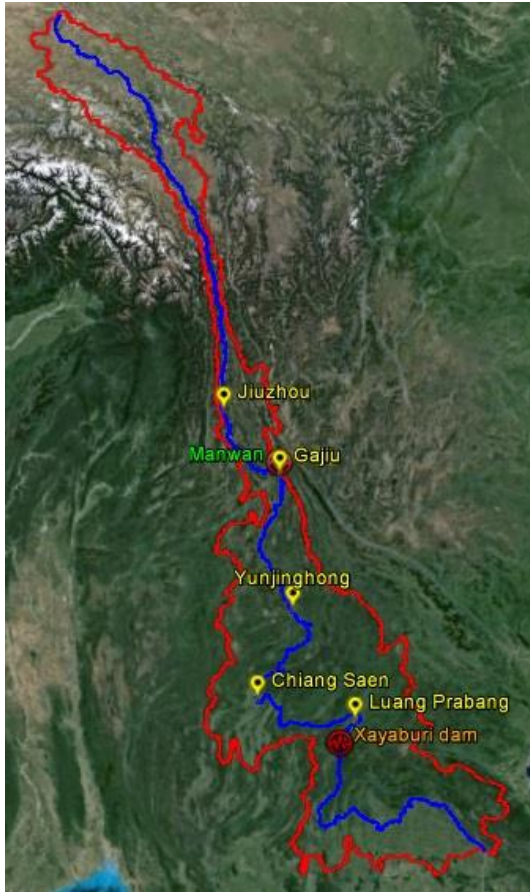 Jiuzhou
Manwan
Gajiu
Yunjinghong
Chiang Saen
Luang Prabang
Xayaburi dam